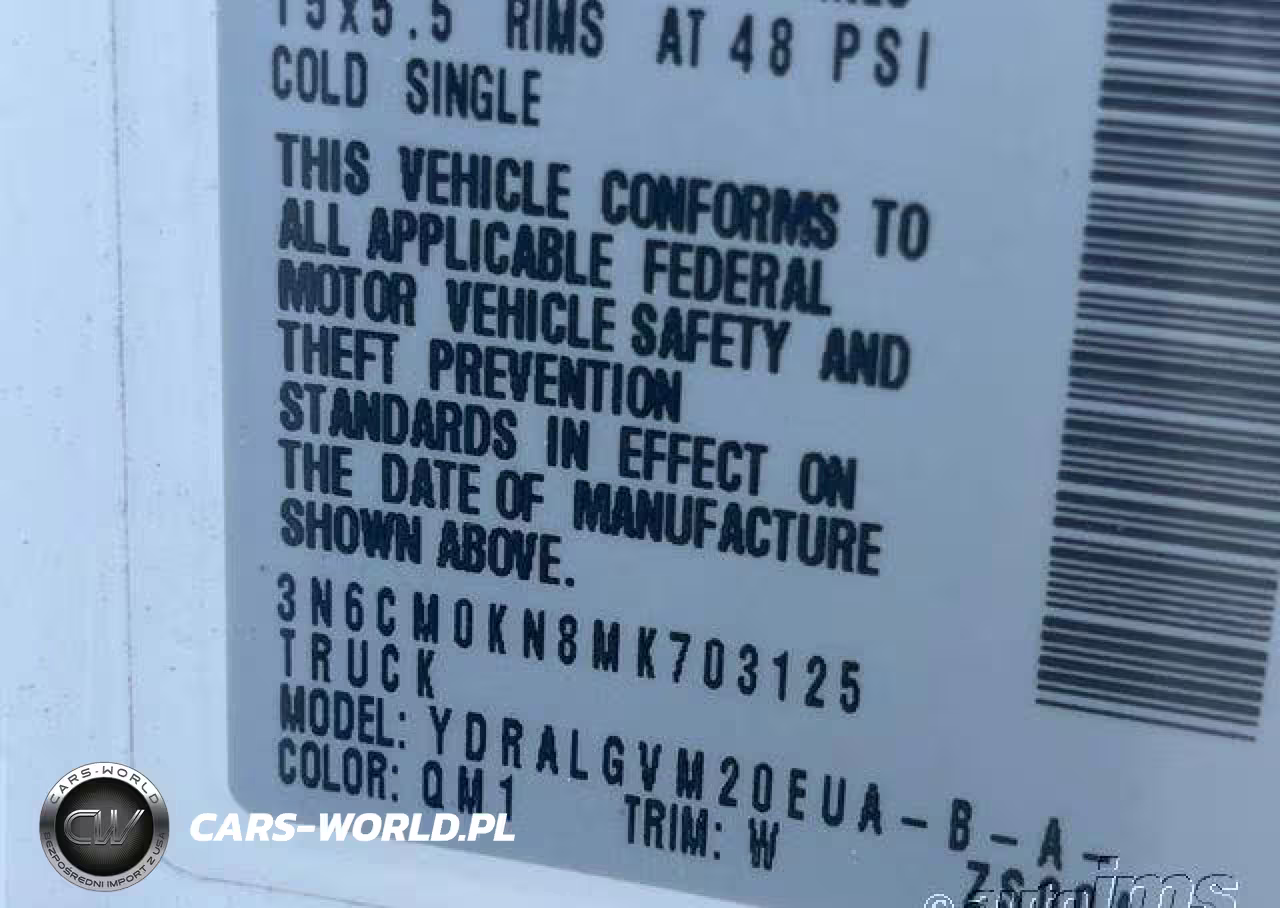 15x5.5 RIMS AT 48 PSI
COLD SINGLE
THIS VEHICLE CONFORMS TO
ALL APPLICABLE FEDERAL
MOTOR VEHICLE SAFETY AND
THEFT PREVENTION
STANDARDS IN EFFECT ON
THE DATE OF MANUFACTURE
SHOWN ABOVE.
3N6CM0KN8MK703125
TRUCK
MODEL: YDRALGVM20EUA-B-A-
COLOR: QM1 TRIM: W
CARS-WORLD
CW
BEZPOŚREDNI IMPORT Z USA
CARS-WORLD.PL
ims